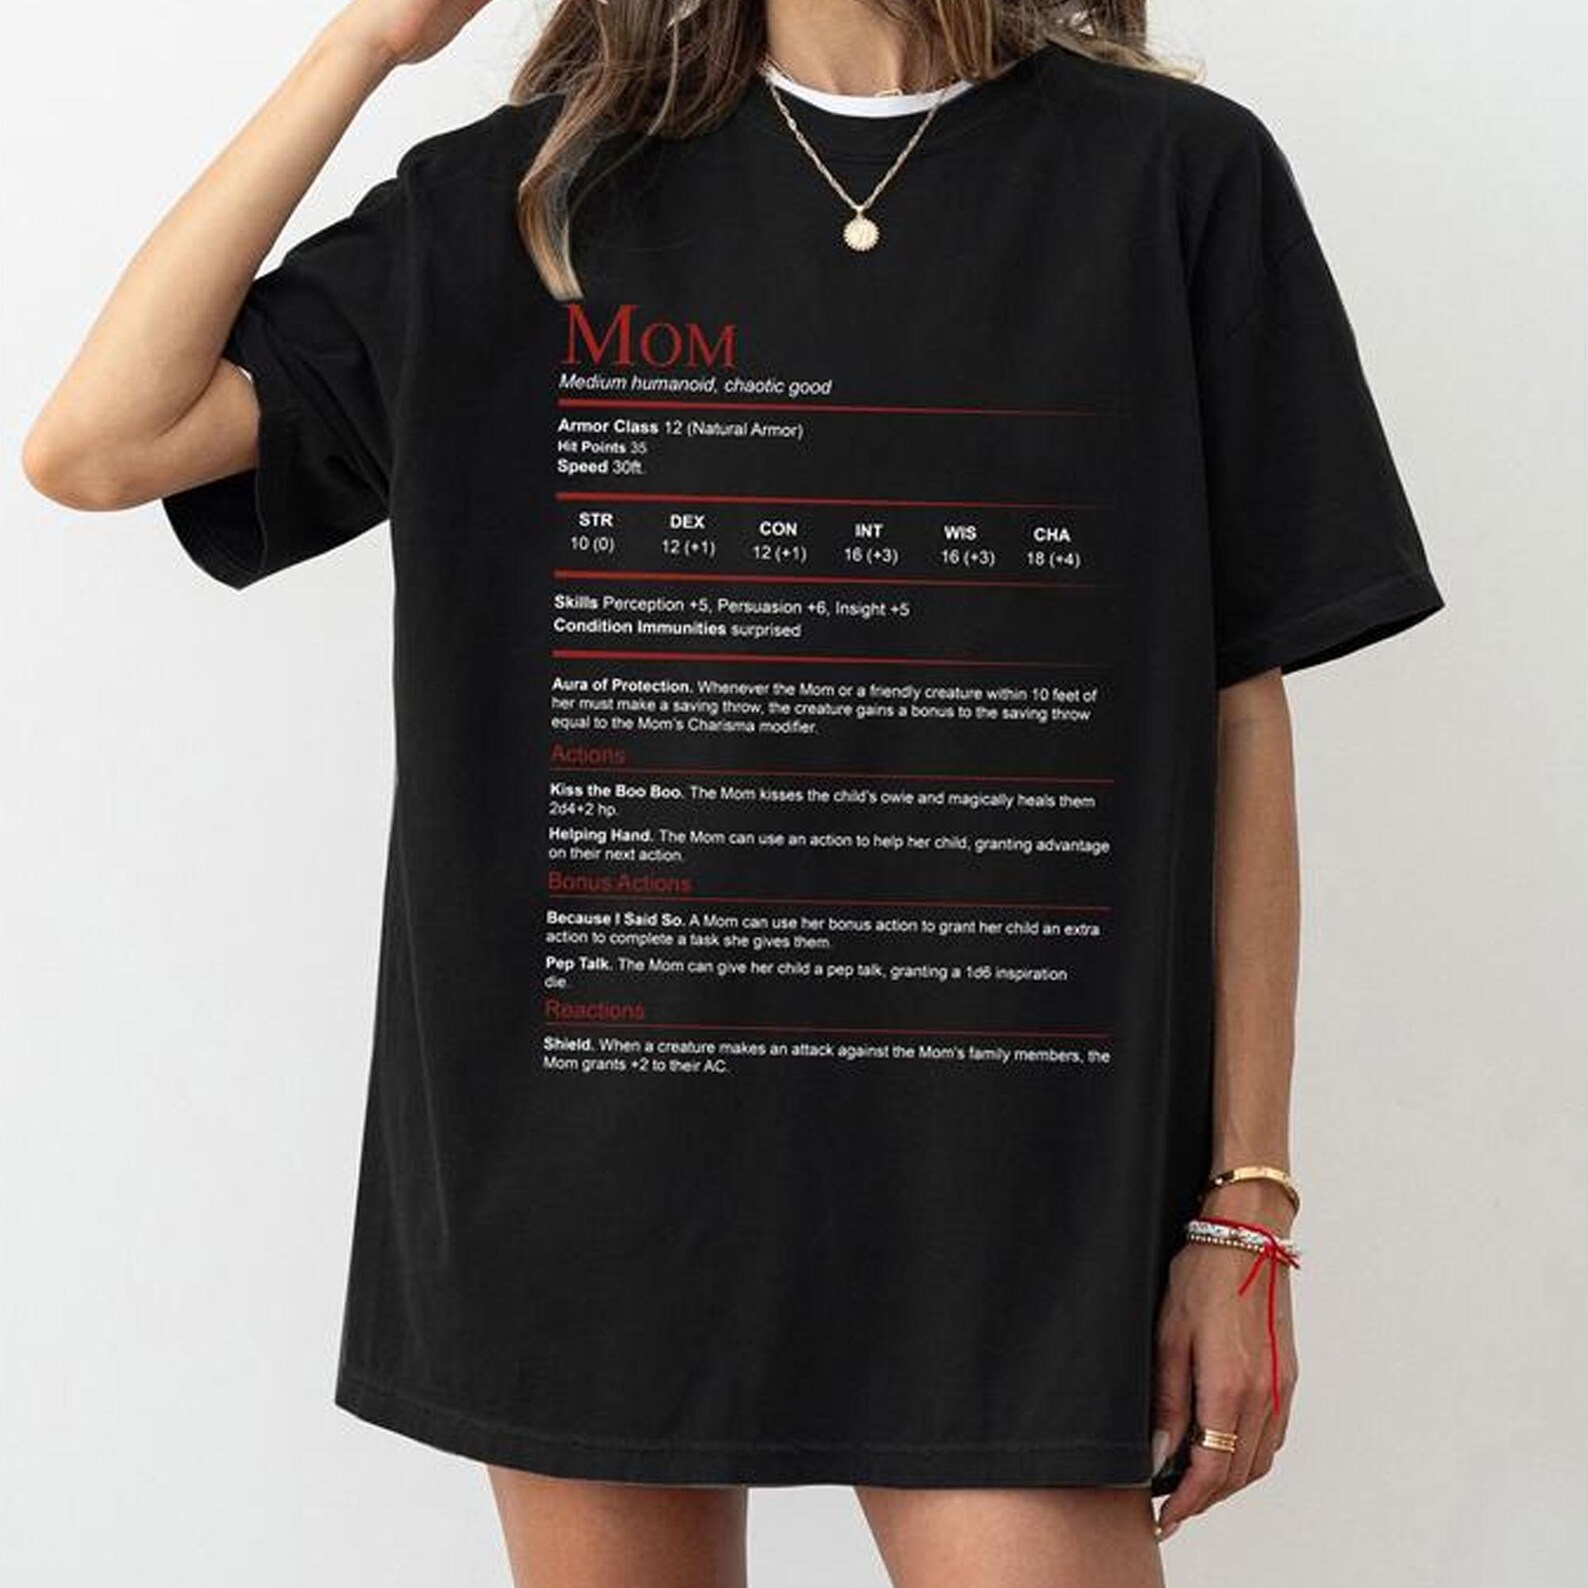 Mom
Medium humanoid, chaotic good
Armor Class 12 (Natural Armor)
Hit Points 35
Speed 30ft.
STR DEX CON INT WIS CHA
10 (0) 12 (+1) 12 (+1) 16 (+3) 16 (+3) 18 (+4)
Skills Perception +5, Persuasion +6, Insight +5
Condition Immunities surprised
Aura of Protection. Whenever the Mom or a friendly creature within 10 feet of
her must make a saving throw, the creature gains a bonus to the saving throw
equal to the Mom's Charisma modifier.
Actions
Kiss the Boo Boo. The Mom kisses the child's owie and magically heals them
2d4+2 hp.
Helping Hand. The Mom can use an action to help her child, granting advantage
on their next action.
Bonus Actions
Because I Said So. A Mom can use her bonus action to grant her child an extra
action to complete a task she gives them.
Pep Talk. The Mom can give her child a pep talk, granting a 1d6 inspiration
die
Reactions
Shield. When a creature makes an attack against the Mom's family members, the
Mom grants +2 to their AC.